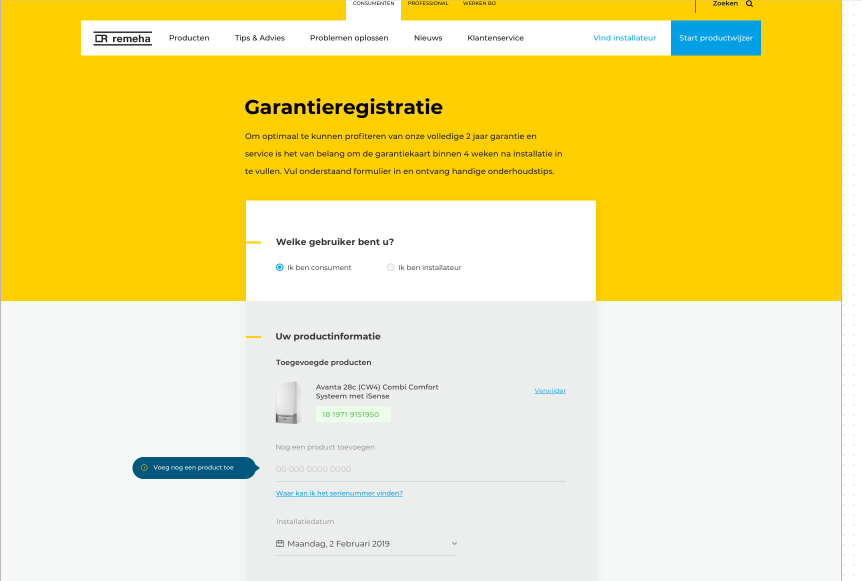 CONSUMENTEN PROFESSIONAL WERKEN BIJ Zoeken
remeha Producten Tips & Advies Problemen oplossen Nieuws Klantenservice Vind installateur Start productwijzer
Garantieregistratie
Om optimaal te kunnen profiteren van onze volledige 2 jaar garantie en
service is het van belang om de garantiekaart binnen 4 weken na installatie in
te vullen. Vul onderstaand formulier in en ontvang handige onderhoudstips.
Welke gebruiker bent u?
Ik ben consument Ik ben installateur
Uw productinformatie
Toegevoegde producten
Avanta 28c (CW4) Combi Comfort
Systeem met iSense
Verwijder
18 1971 9151950
Nog een product toevoegen
Voeg nog een product toe
00 000 0000 0000
Waar kan ik het serienummer vinden?
Installatiedatum
Maandag, 2 Februari 2019